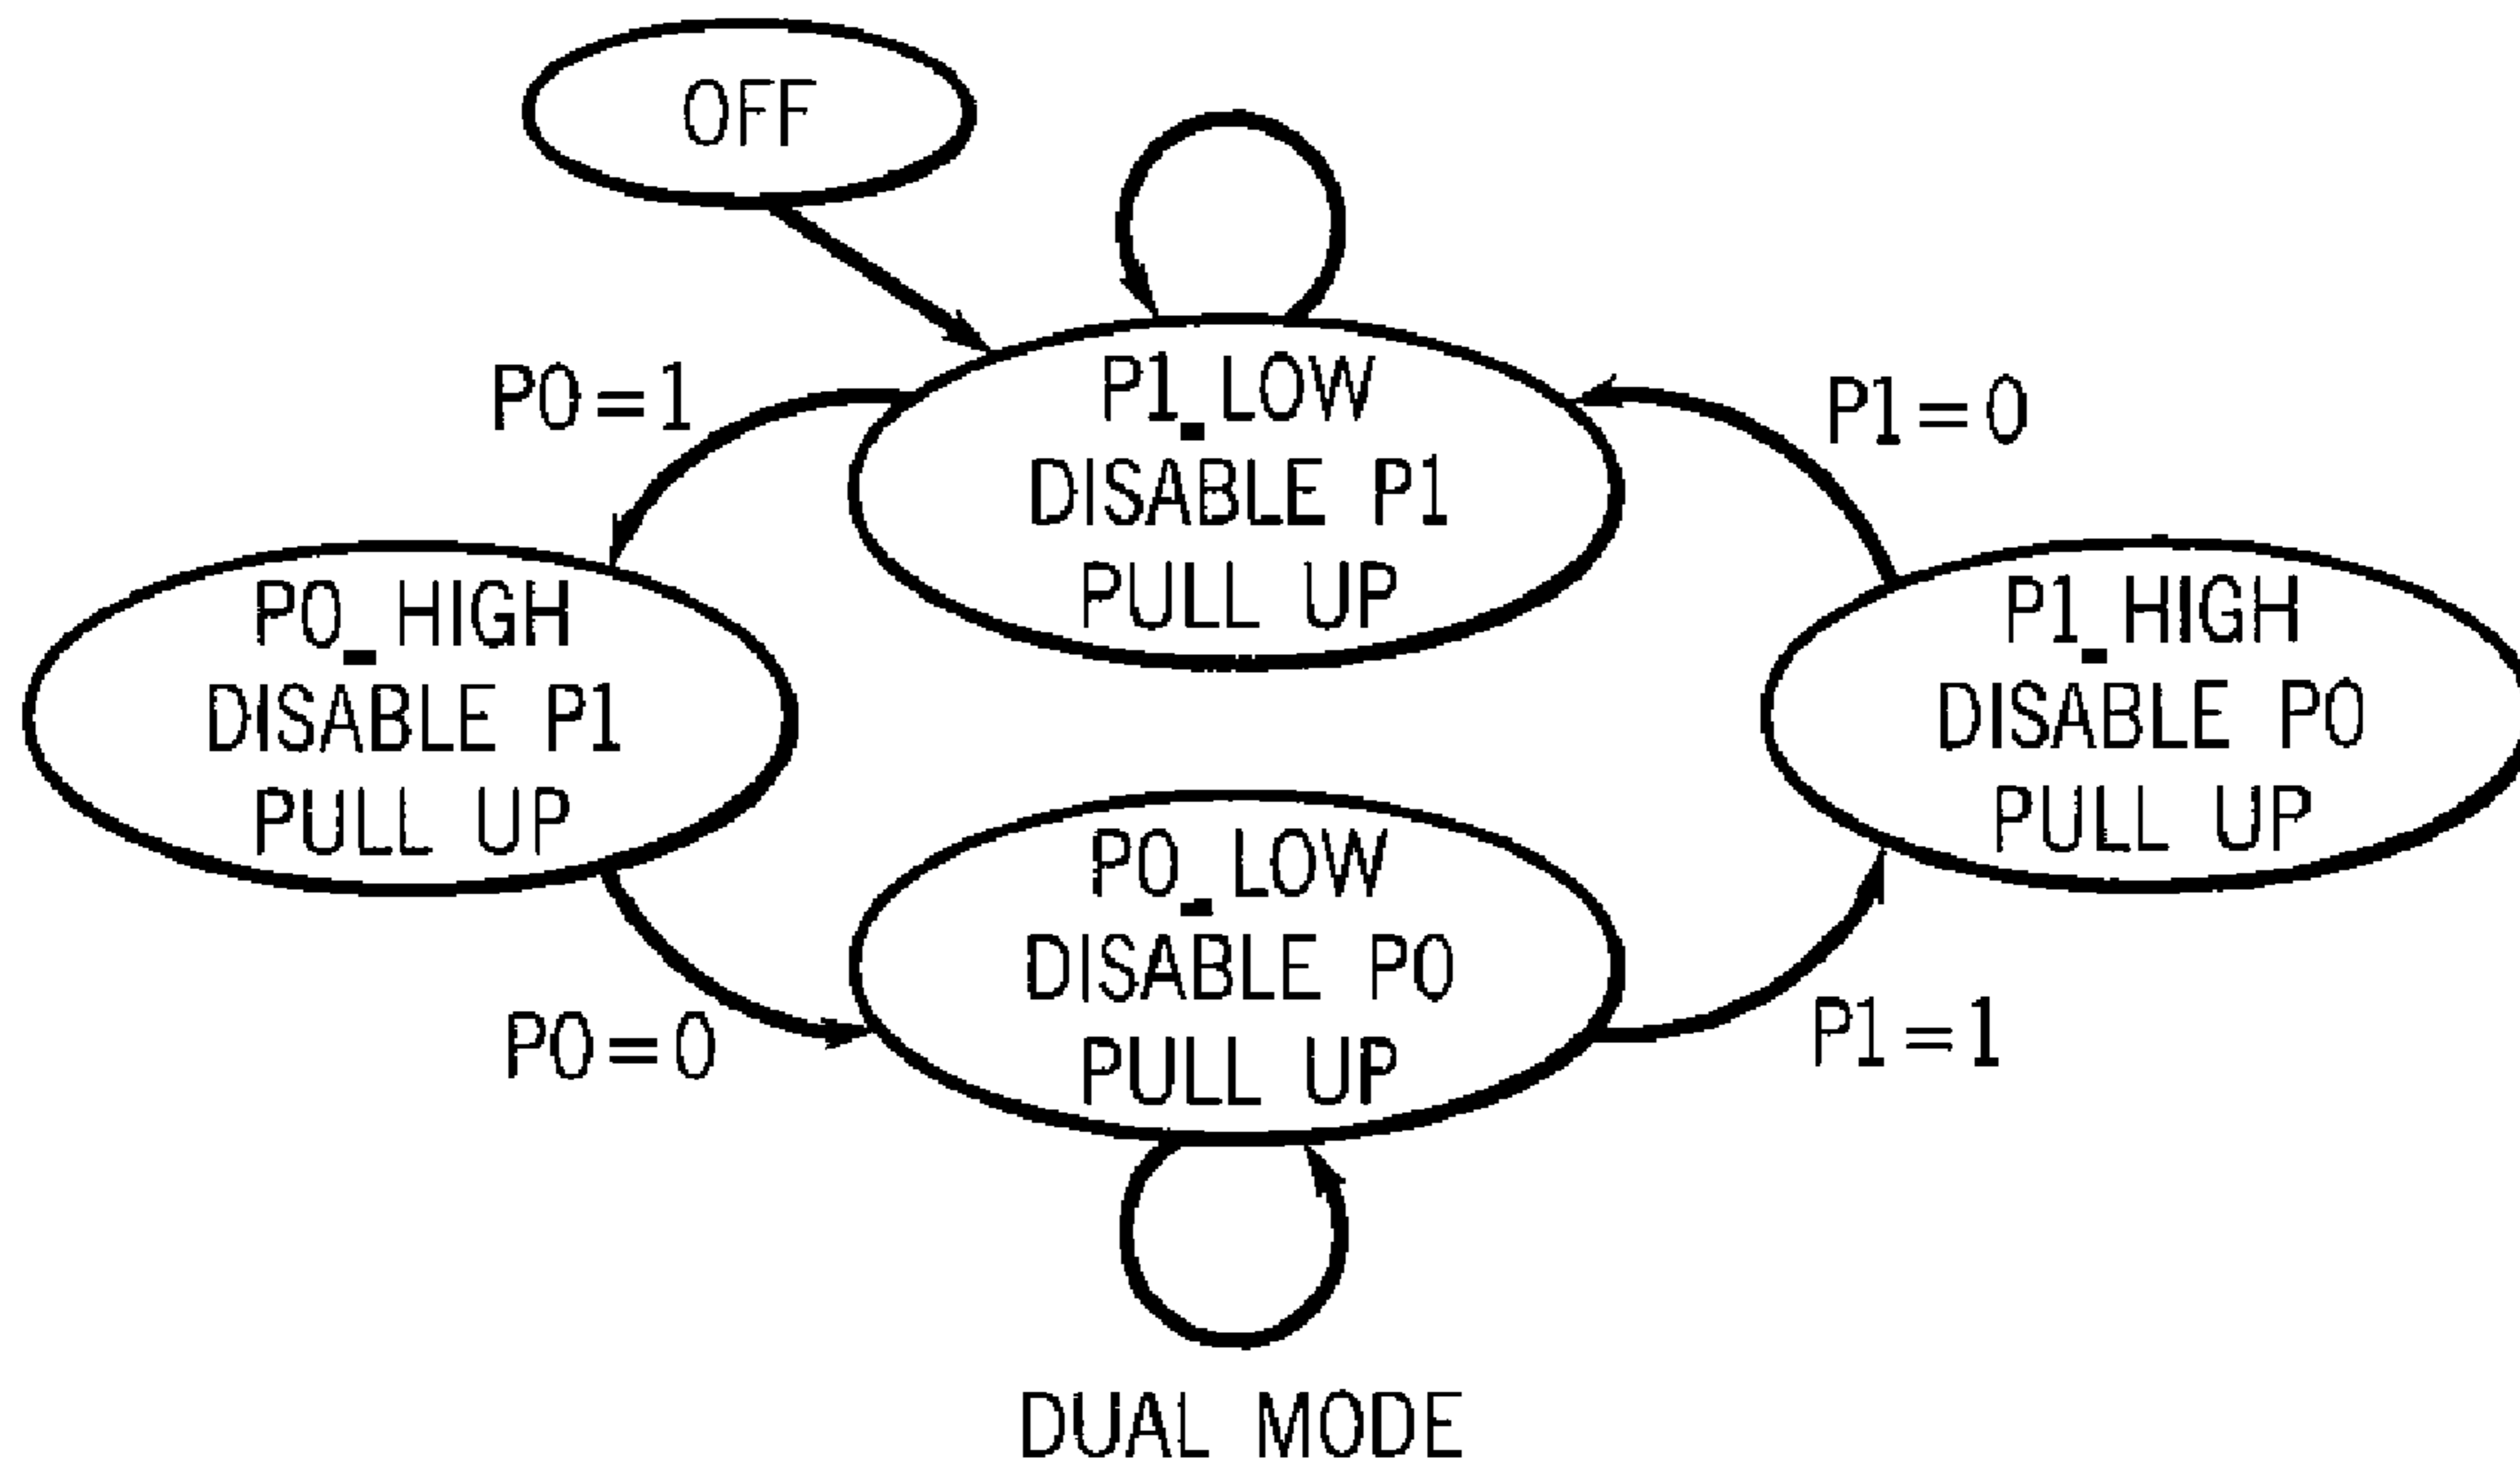 OFF
P0=1
P1_LOW
DISABLE P1
PULL UP
P1=0
P0_HIGH
DISABLE P1
PULL UP
P1_HIGH
DISABLE P0
PULL UP
P0_LOW
DISABLE P0
PULL UP
P0=0
P1=1
DUAL MODE